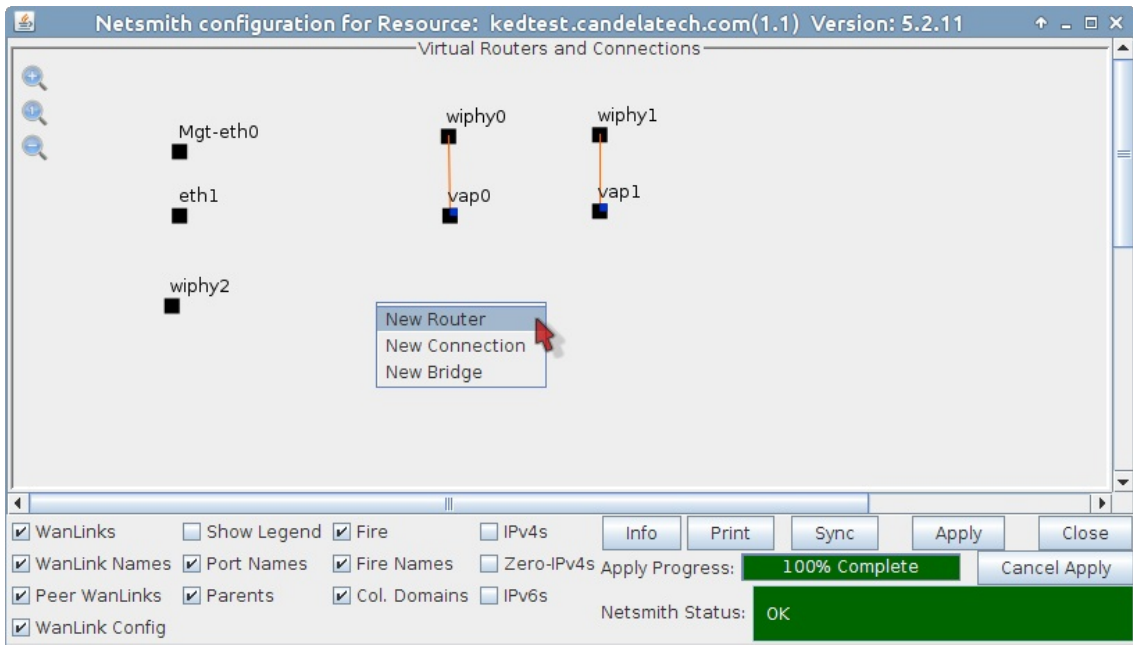 Netsmith configuration for Resource:  kedtest.candelatech.com(1.1)  Version: 5.2.11
Virtual Routers and Connections
wiphy0
wiphy1
Mgt-eth0
eth1
vap0
vap1
wiphy2
New Router
New Connection
New Bridge
WanLinks
Show Legend
Fire
IPv4s
Info
Print
Sync
Apply
Close
WanLink Names
Port Names
Fire Names
Zero-IPv4s
Apply Progress:
100% Complete
Cancel Apply
Peer WanLinks
Parents
Col. Domains
IPv6s
Netsmith Status:
OK
WanLink Config